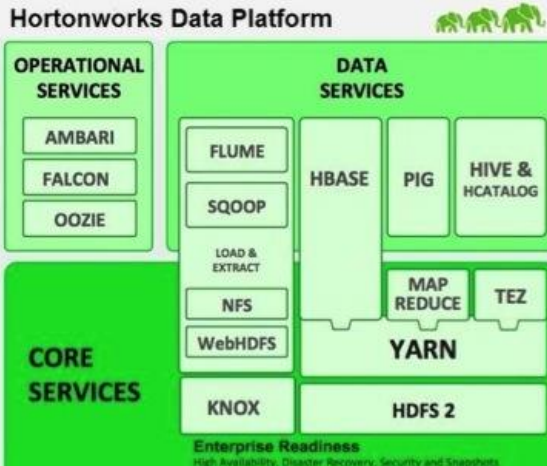 Hortonworks Data Platform
OPERATIONAL
SERVICES
AMBARI
FALCON
OOZIE
DATA
SERVICES
FLUME
SQOOP
LOAD &
EXTRACT
NFS
WebHDFS
HBASE
PIG
HIVE &
HCATALOG
MAP
REDUCE
TEZ
YARN
CORE
SERVICES
KNOX
HDFS 2
Enterprise Readiness
High Availability, Disaster Recovery, Security and Snapshots